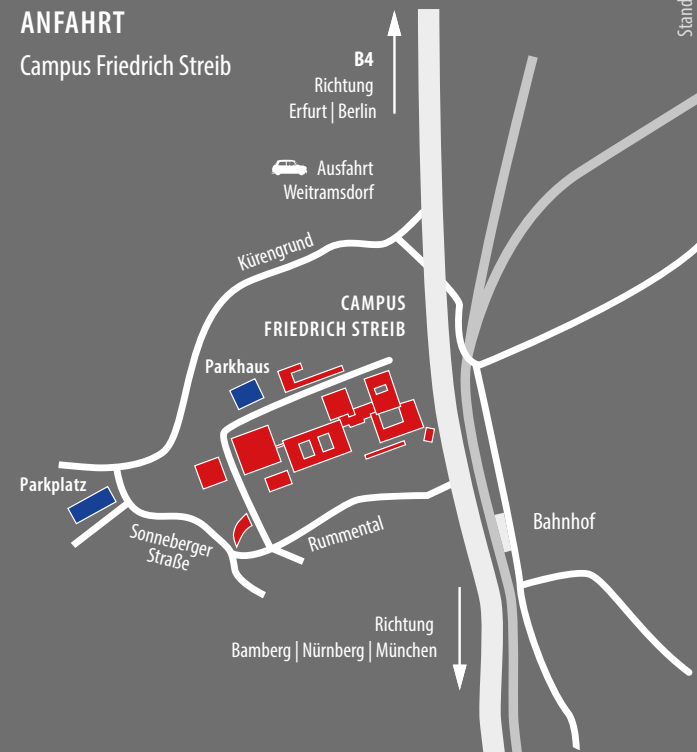 ANFAHRT
Campus Friedrich Streib
Stand
B4
Richtung
Erfurt | Berlin
Ausfahrt
Weitramsdorf
Kürengrund
CAMPUS
FRIEDRICH STREIB
Parkhaus
Parkplatz
Sonneberger
Straße
Rummental
Bahnhof
Richtung
Bamberg | Nürnberg | München